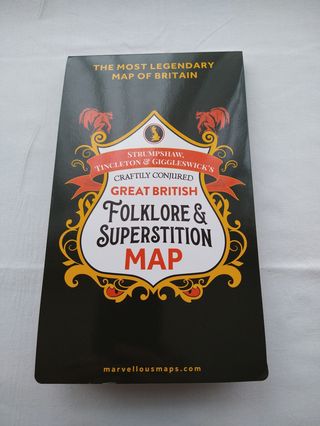 THE MOST LEGENDARY
MAP OF BRITAIN
STRUMPSHAW,
TINCLETON & GIGGLESWICK'S
CRAFTILY CONJURED
GREAT BRITISH
FOLKLORE &
SUPERSTITION
MAP
marvellousmaps.com